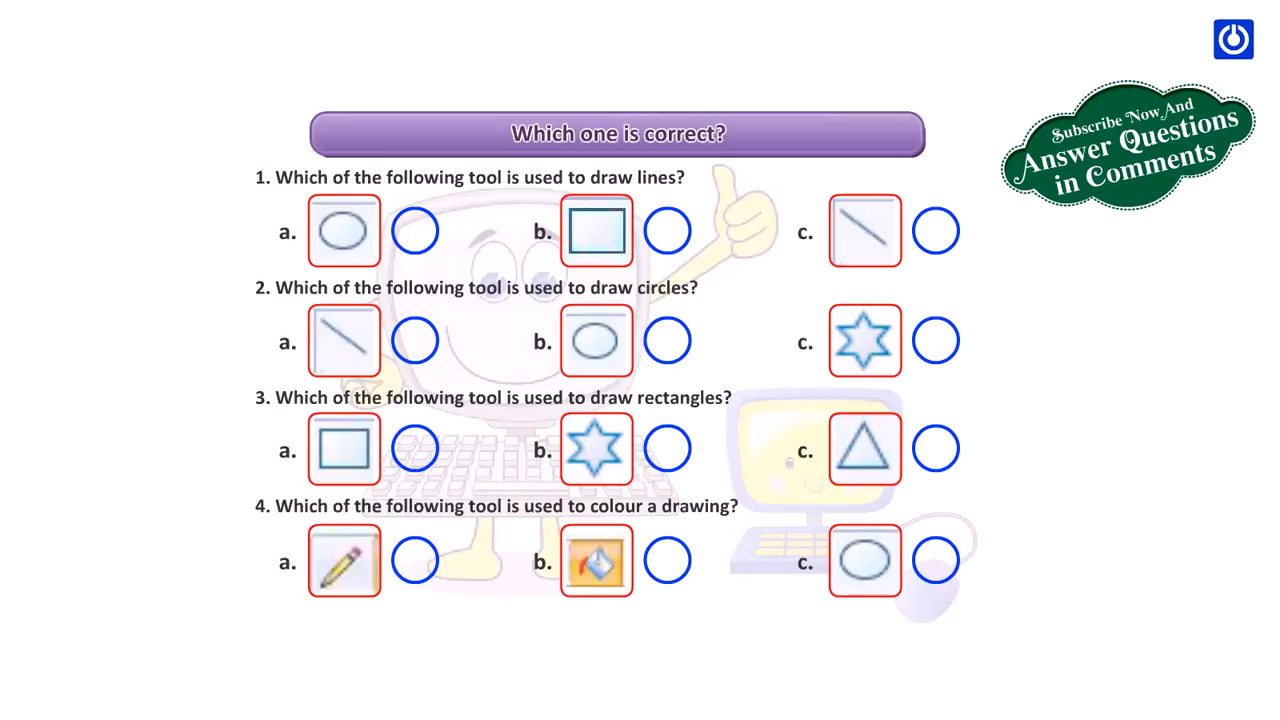 Which one is correct?
Subscribe Now And
Answer Questions
in Comments
1. Which of the following tool is used to draw lines?
a. b. c.
2. Which of the following tool is used to draw circles?
a. b. c.
3. Which of the following tool is used to draw rectangles?
a. b. c.
4. Which of the following tool is used to colour a drawing?
a. b. c.